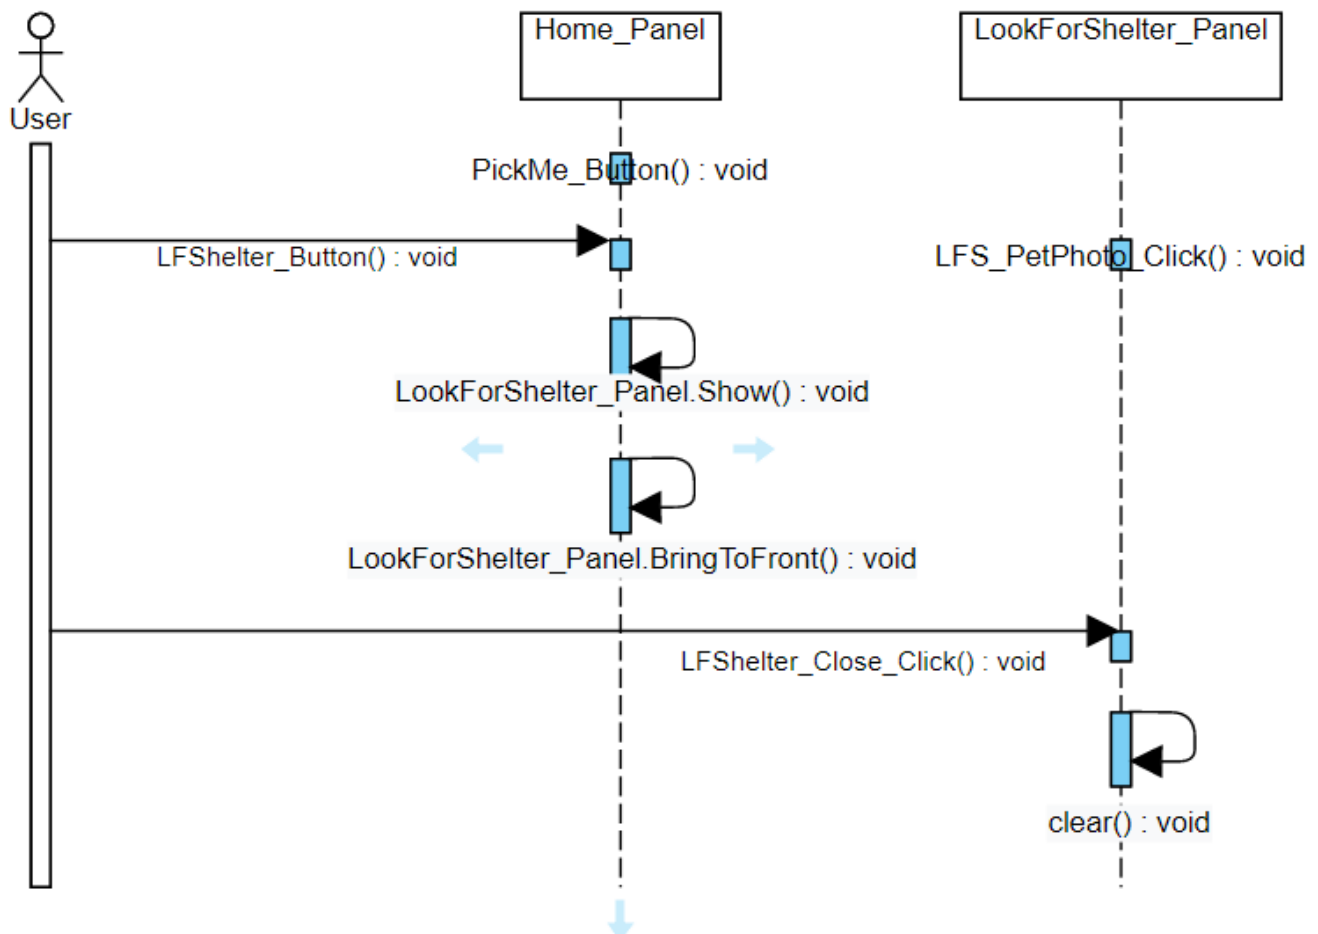 Home_Panel
LookForShelter_Panel
User
PickMe_Button() : void
LFShelter_Button() : void
LFS_PetPhoto_Click() : void
LookForShelter_Panel.Show() : void
LookForShelter_Panel.BringToFront() : void
LFShelter_Close_Click() : void
clear() : void